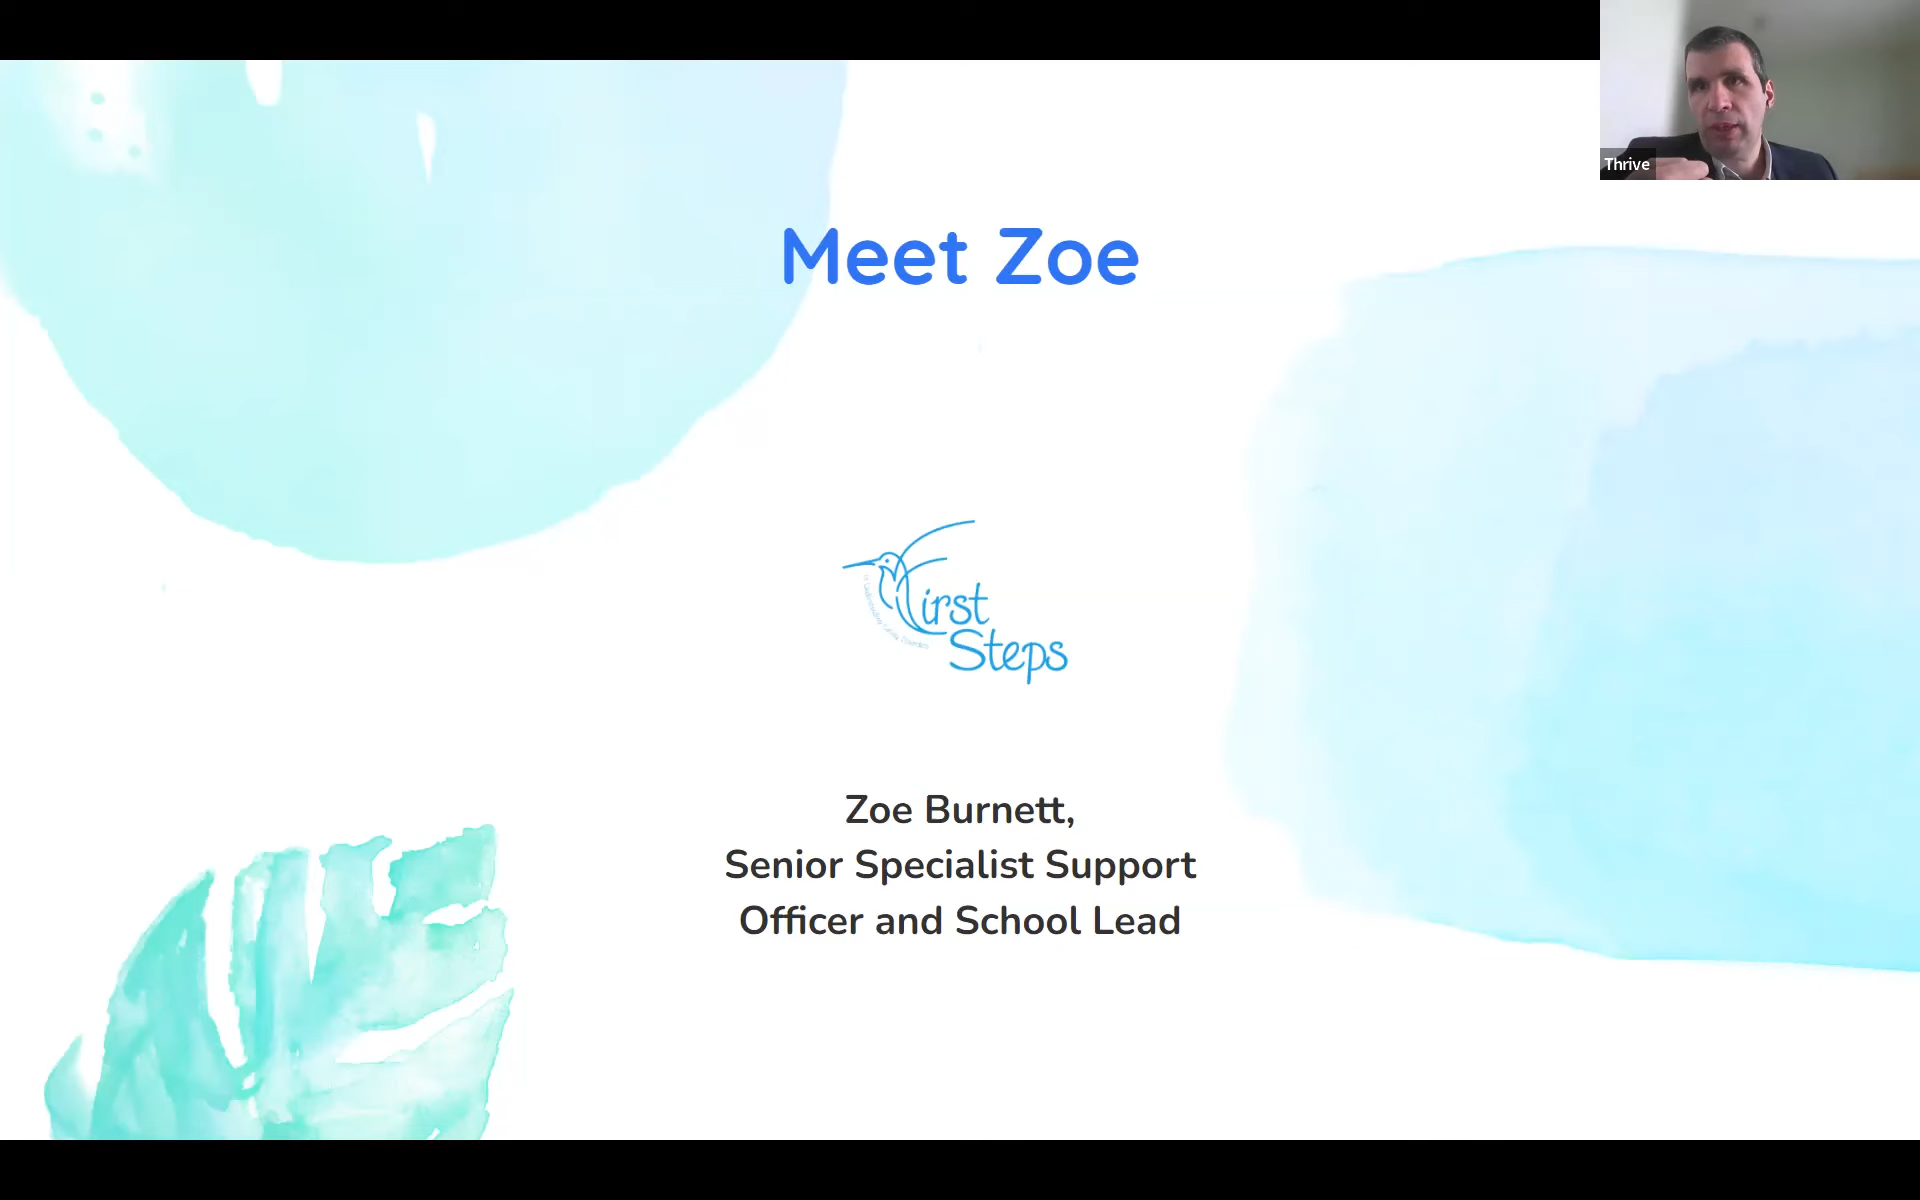 Thrive
Meet Zoe
First
Steps
Zoe Burnett,
Senior Specialist Support
Officer and School Lead